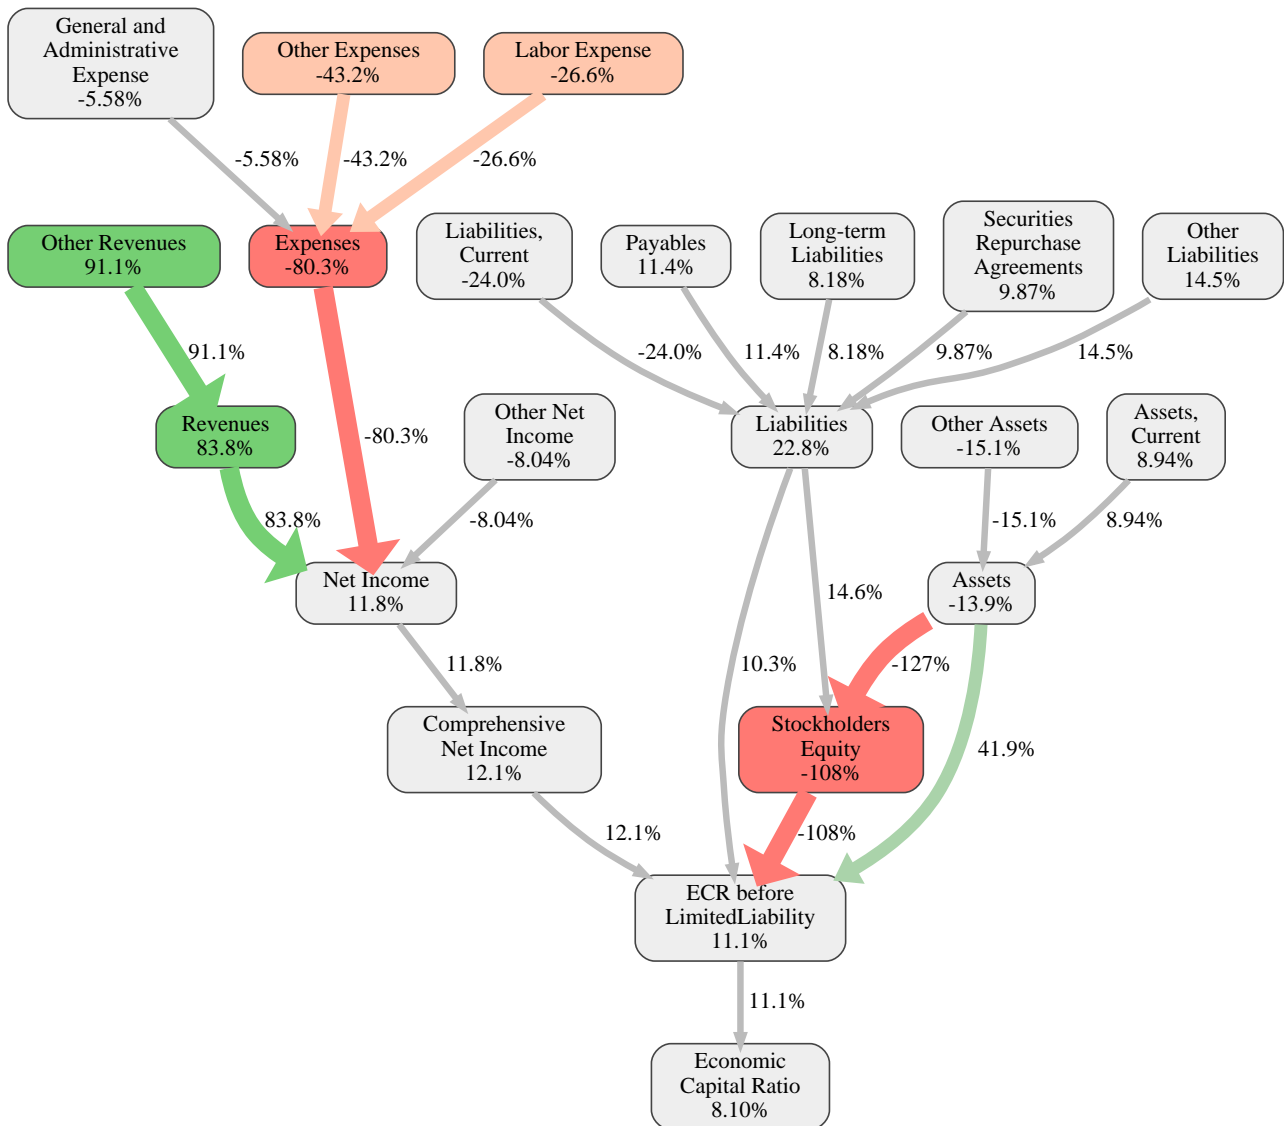 General and
Administrative
Expense
-5.58%
Other Expenses
-43.2%
Labor Expense
-26.6%
-5.58%
-43.2%
-26.6%
Other Revenues
91.1%
Expenses
-80.3%
Liabilities,
Current
-24.0%
Payables
11.4%
Long-term
Liabilities
8.18%
Securities
Repurchase
Agreements
9.87%
Other
Liabilities
14.5%
91.1%
-24.0%
11.4%
8.18%
9.87%
14.5%
Revenues
83.8%
-80.3%
Other Net
Income
-8.04%
Liabilities
22.8%
Other Assets
-15.1%
Assets,
Current
8.94%
83.8%
-8.04%
-15.1%
8.94%
Net Income
11.8%
14.6%
Assets
-13.9%
11.8%
10.3%
-127%
Comprehensive
Net Income
12.1%
Stockholders
Equity
-108%
41.9%
12.1%
-108%
ECR before
LimitedLiability
11.1%
11.1%
Economic
Capital Ratio
8.10%